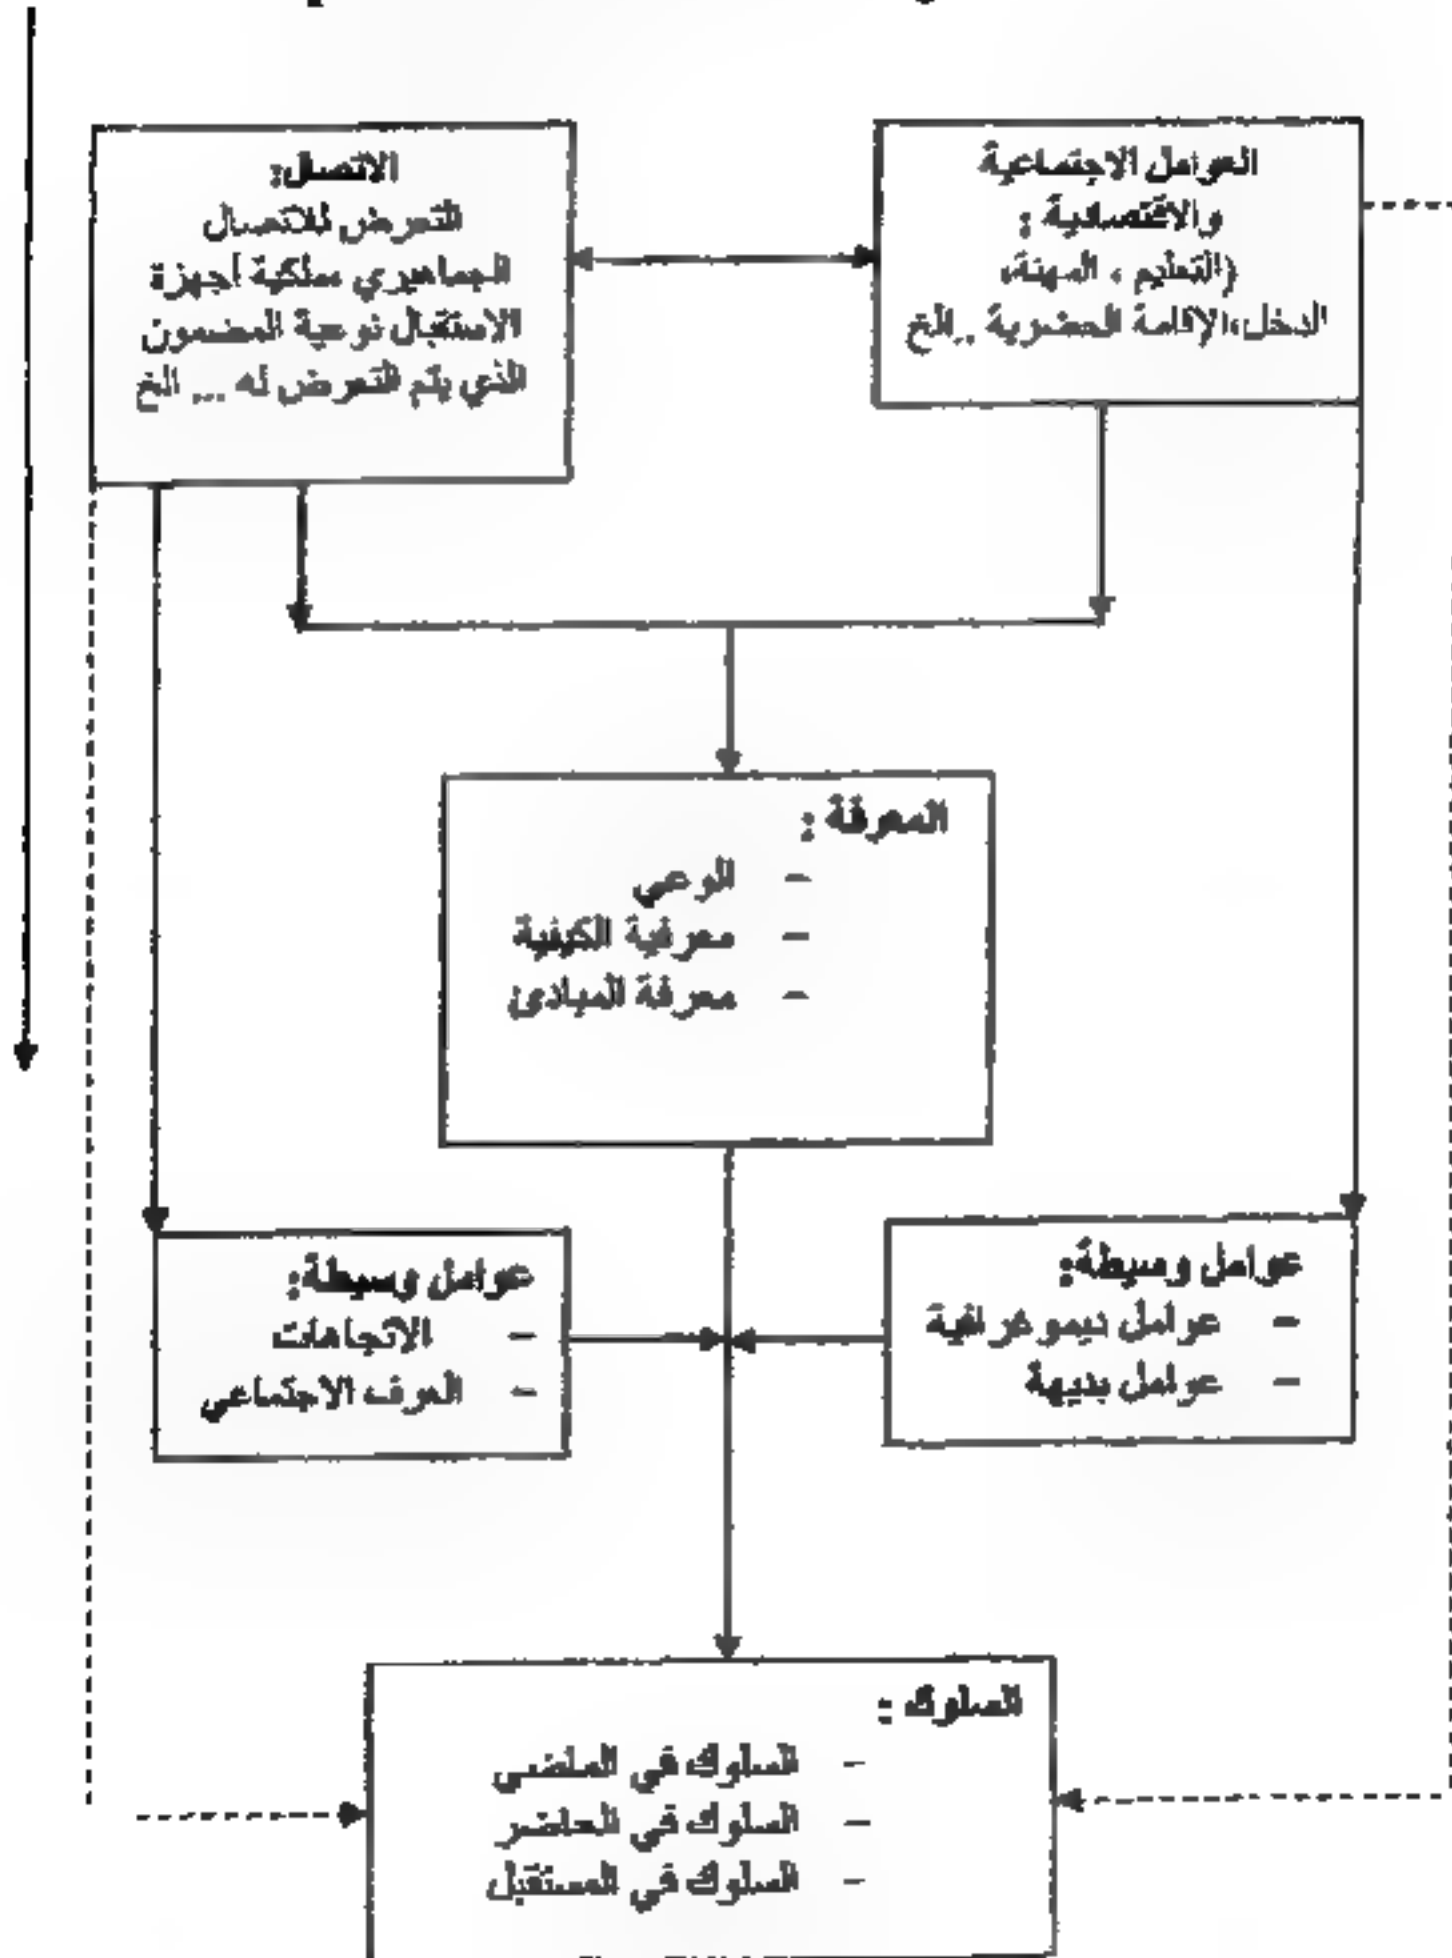 العوامل الاجتماعية
والاقتصادية :
(التعليم ، المهنة،
الدخل،الإقامة الحضرية ..الخ
الاتصال:
التعرض للاتصال
الجماهيري ملكية أجهزة
الاستقبال نوعية المضمون
الذي يتم التعرض له ... الخ
المعرفة :
- الوعي
- معرفية الكيفية
- معرفة المبادئ
عوامل وسيطة:
- عوامل ديموغرافية
- عوامل بنيهة
عوامل وسيطة:
- الاتجاهات
- العرف الاجتماعي
السلوك :
- السلوك في الماضي
- السلوك في الحاضر
- السلوك في المستقبل